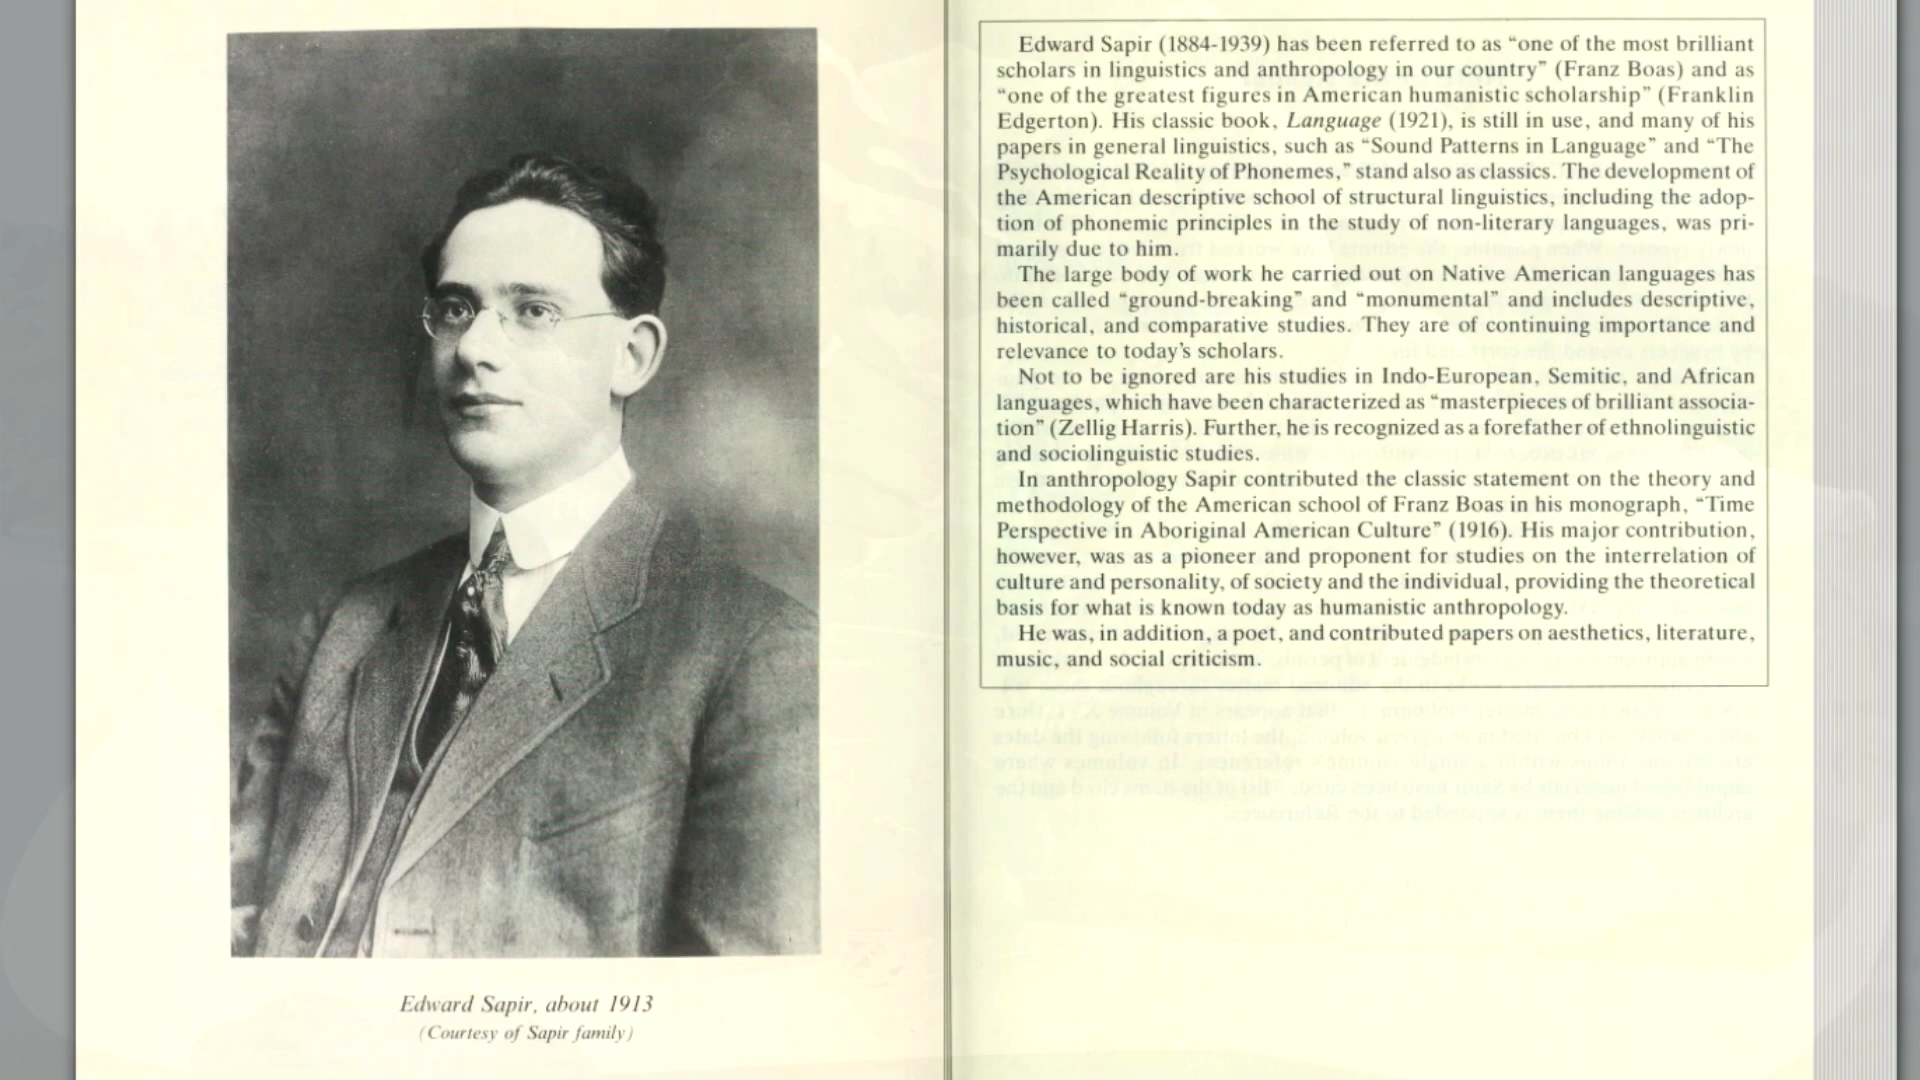 Edward Sapir, about 1913
(Courtesy of Sapir family)
Edward Sapir (1884-1939) has been referred to as “one of the most brilliant
scholars in linguistics and anthropology in our country” (Franz Boas) and as
“one of the greatest figures in American humanistic scholarship” (Franklin
Edgerton). His classic book, Language (1921), is still in use, and many of his
papers in general linguistics, such as “Sound Patterns in Language” and “The
Psychological Reality of Phonemes,” stand also as classics. The development of
the American descriptive school of structural linguistics, including the adop-
tion of phonemic principles in the study of non-literary languages, was pri-
marily due to him.
The large body of work he carried out on Native American languages has
been called “ground-breaking” and “monumental” and includes descriptive,
historical, and comparative studies. They are of continuing importance and
relevance to today's scholars.
Not to be ignored are his studies in Indo-European, Semitic, and African
languages, which have been characterized as “masterpieces of brilliant associa-
tion” (Zellig Harris). Further, he is recognized as a forefather of ethnolinguistic
and sociolinguistic studies.
In anthropology Sapir contributed the classic statement on the theory and
methodology of the American school of Franz Boas in his monograph, “Time
Perspective in Aboriginal American Culture” (1916). His major contribution,
however, was as a pioneer and proponent for studies on the interrelation of
culture and personality, of society and the individual, providing the theoretical
basis for what is known today as humanistic anthropology.
He was, in addition, a poet, and contributed papers on aesthetics, literature,
music, and social criticism.